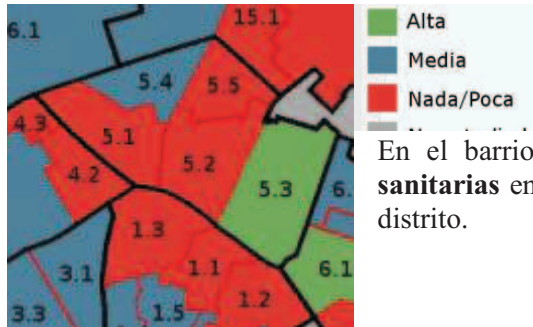 6.1
15.1
5.4
5.5
4.3
5.1
4.2
5.2
5.3
6.
1.3
6.1
1.1
3.1
1.2
3.3
1.5
Alta
Media
Nada/Poca
En el barrio
sanitarias en
distrito.